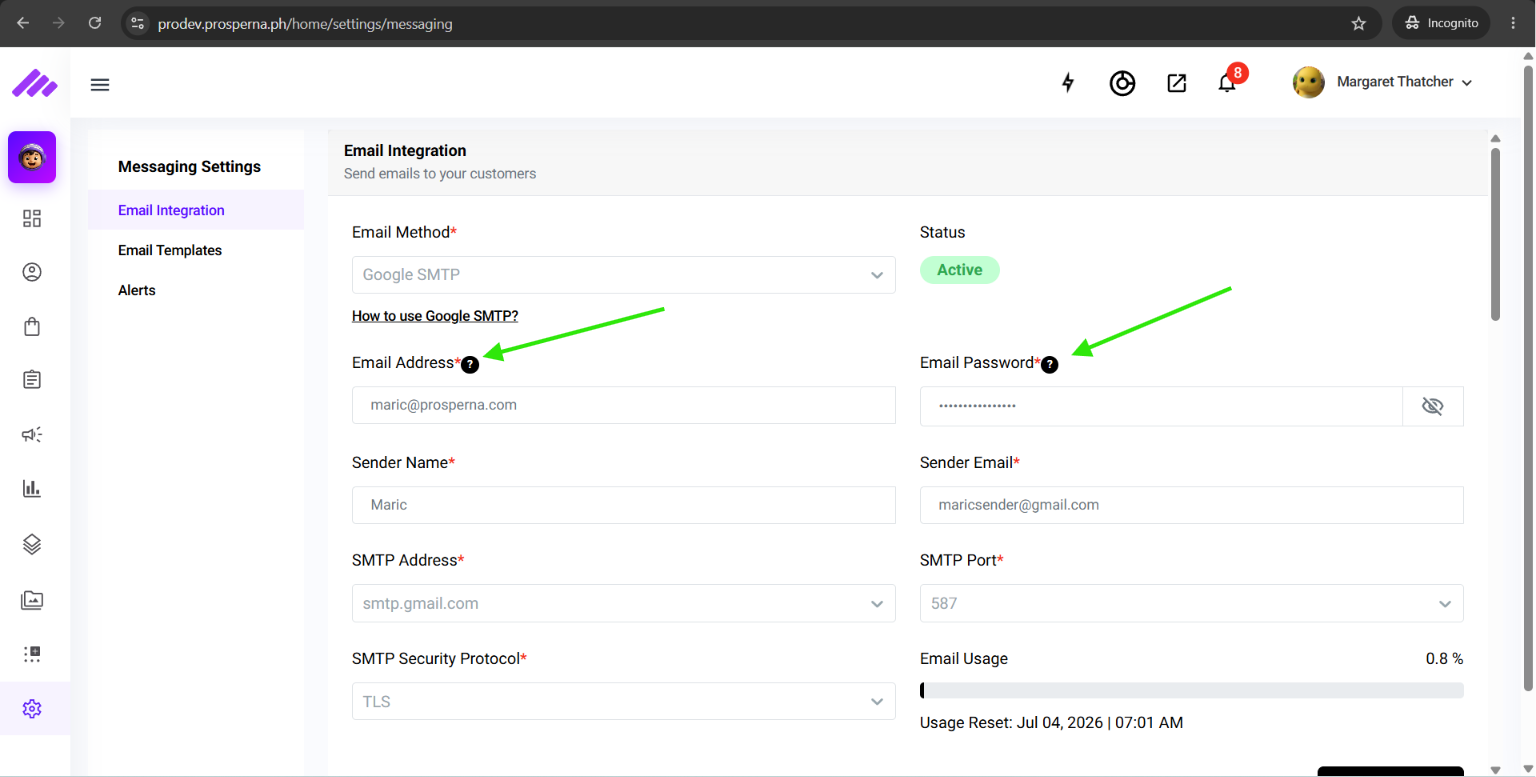 prodev.prosperna.ph/home/settings/messaging
Incognito
8
Margaret Thatcher
Messaging Settings
Email Integration
Email Templates
Alerts
Email Integration
Send emails to your customers
Email Method*
Google SMTP
How to use Google SMTP?
Status
Active
Email Address*?
maric@prosperna.com
Email Password*?
••••••••••••••••
Sender Name*
Maric
Sender Email*
maricsender@gmail.com
SMTP Address*
smtp.gmail.com
SMTP Port*
587
SMTP Security Protocol*
TLS
Email Usage
0.8 %
Usage Reset: Jul 04, 2026 | 07:01 AM